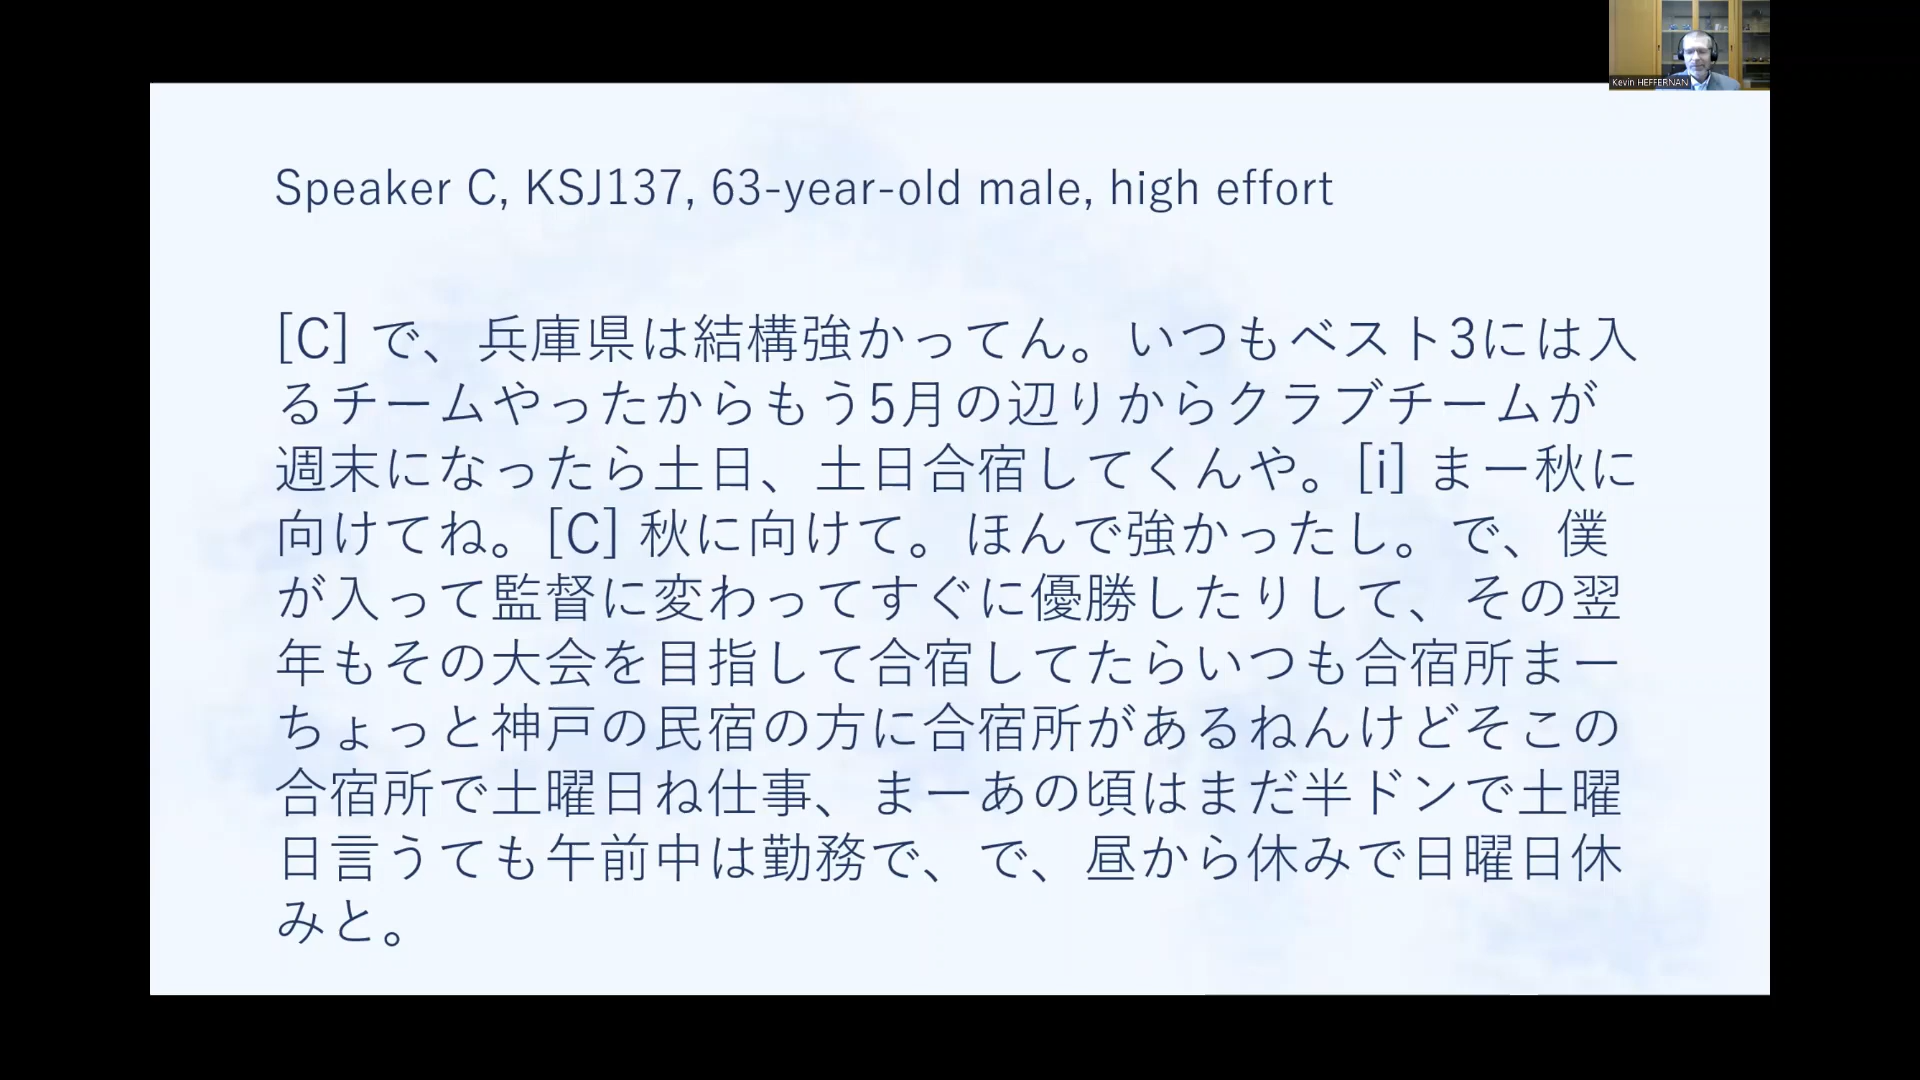 Kevin HEFFERNAN
Speaker C, KSJ137, 63-year-old male, high effort
[C] で、兵庫県は結構強かってん。いつもベスト3には入
るチームやったからもう5月の辺りからクラブチームが
週末になったら土日、土日合宿してくんや。[i] まー秋に
向けてね。[C] 秋に向けて。ほんで強かったし。で、僕
が入って監督に変わってすぐに優勝したりして、その翌
年もその大会を目指して合宿してたらいつも合宿所まー
ちょっと神戸の民宿の方に合宿所があるねんけどそこの
合宿所で土曜日ね仕事、まーあの頃はまだ半ドンで土曜
日言うても午前中は勤務で、で、昼から休みで日曜日休
みと。